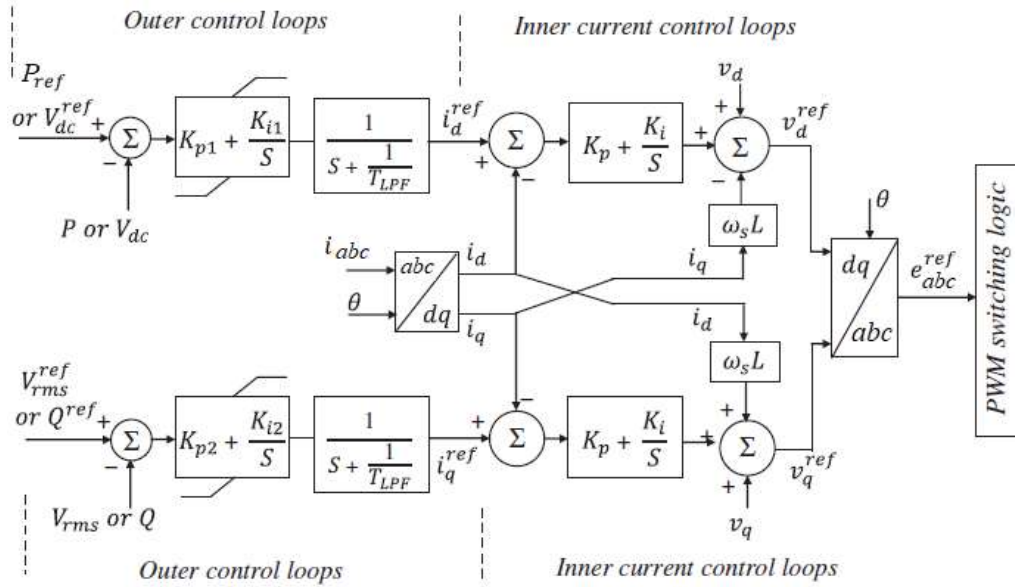 Outer control loops
Inner current control loops
P_ref
or V_dc^ref
+
−
Σ
P or V_dc
K_p1 + K_i1/S
1/(S + 1/T_LPF)
i_d^ref
+
−
Σ
K_p + K_i/S
v_d
+
+
−
Σ
v_d^ref
ω_s L
i_q
i_abc
θ
abc
dq
i_d
i_q
i_d
ω_s L
θ
dq
abc
e_abc^ref
PWM switching logic
V_rms^ref
or Q^ref
+
−
Σ
V_rms or Q
K_p2 + K_i2/S
1/(S + 1/T_LPF)
i_q^ref
+
−
Σ
K_p + K_i/S
+
+
+
Σ
v_q^ref
v_q
Outer control loops
Inner current control loops